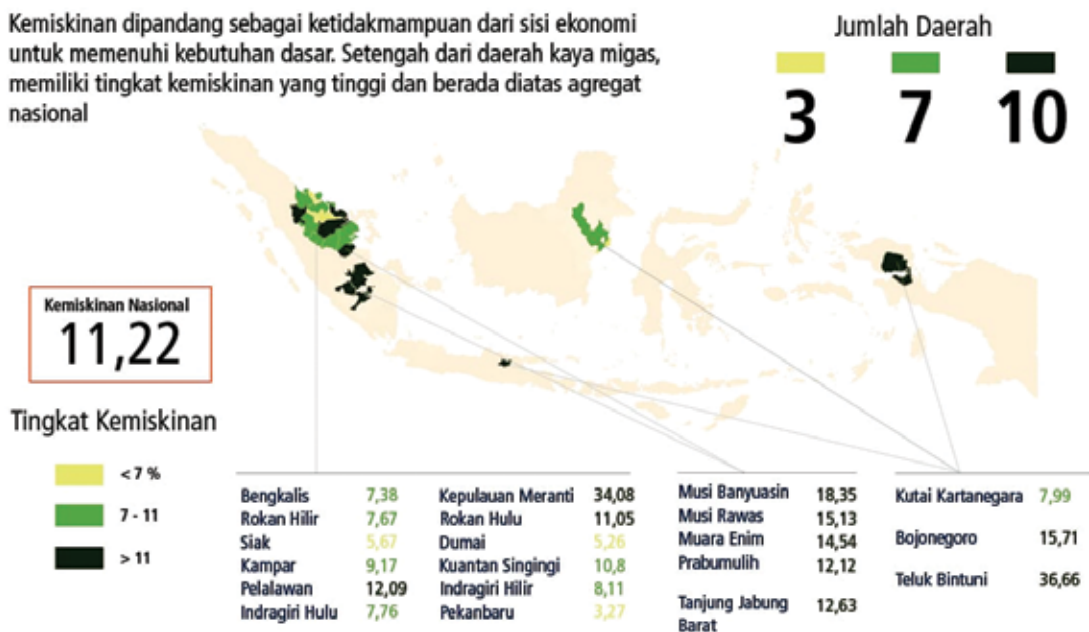 Kemiskinan dipandang sebagai ketidakmampuan dari sisi ekonomi
untuk memenuhi kebutuhan dasar. Setengah dari daerah kaya migas,
memiliki tingkat kemiskinan yang tinggi dan berada diatas agregat
nasional
Jumlah Daerah
3 7 10
Kemiskinan Nasional
11,22
Tingkat Kemiskinan
< 7 %
7 - 11
> 11
Bengkalis 7,38 Kepulauan Meranti 34,08
Rokan Hilir 7,67 Rokan Hulu 11,05
Siak 5,67 Dumai 5,26
Kampar 9,17 Kuantan Singingi 10,8
Pelalawan 12,09 Indragiri Hilir 8,11
Indragiri Hulu 7,76 Pekanbaru 3,27
Musi Banyuasin 18,35
Musi Rawas 15,13
Muara Enim 14,54
Prabumulih 12,12
Tanjung Jabung 12,63
Barat
Kutai Kartanegara 7,99
Bojonegoro 15,71
Teluk Bintuni 36,66